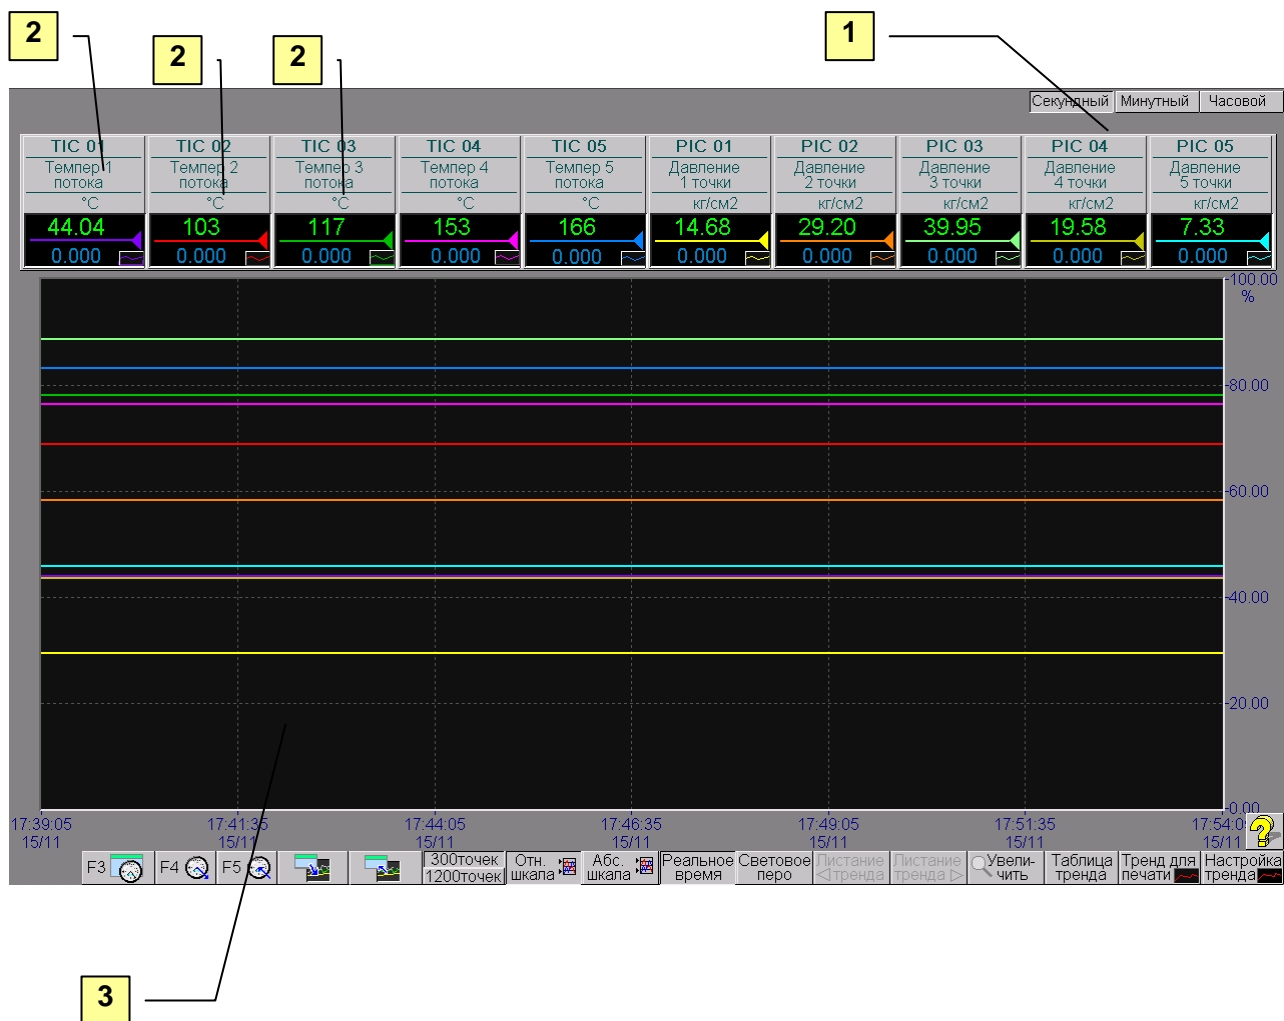 2
2
2
1
Секундный Минутный Часовой
TIC 01 TIC 02 TIC 03 TIC 04 TIC 05 PIC 01 PIC 02 PIC 03 PIC 04 PIC 05
Темпер 1 Темпер 2 Темпер 3 Темпер 4 Темпер 5 Давление Давление Давление Давление Давление
потока потока потока потока потока 1 точки 2 точки 3 точки 4 точки 5 точки
°C °C °C °C °C кг/см2 кг/см2 кг/см2 кг/см2 кг/см2
44.04 103 117 153 166 14.68 29.20 39.95 19.58 7.33
0.000 0.000 0.000 0.000 0.000 0.000 0.000 0.000 0.000 0.000
100.00
%
80.00
60.00
40.00
20.00
0.00
17:39:05 17:41:35 17:44:05 17:46:35 17:49:05 17:51:35 17:54:0
15/11 15/11 15/11 15/11 15/11 15/11 15/11
?
F3 F4 F5
300точек
1200точек
Отн.
шкала
Абс.
шкала
Реальное
время
Световое
перо
Листание
тренда
Листание
тренда
Увели-
чить
Таблица
тренда
Тренд для
печати
Настройка
тренда
3